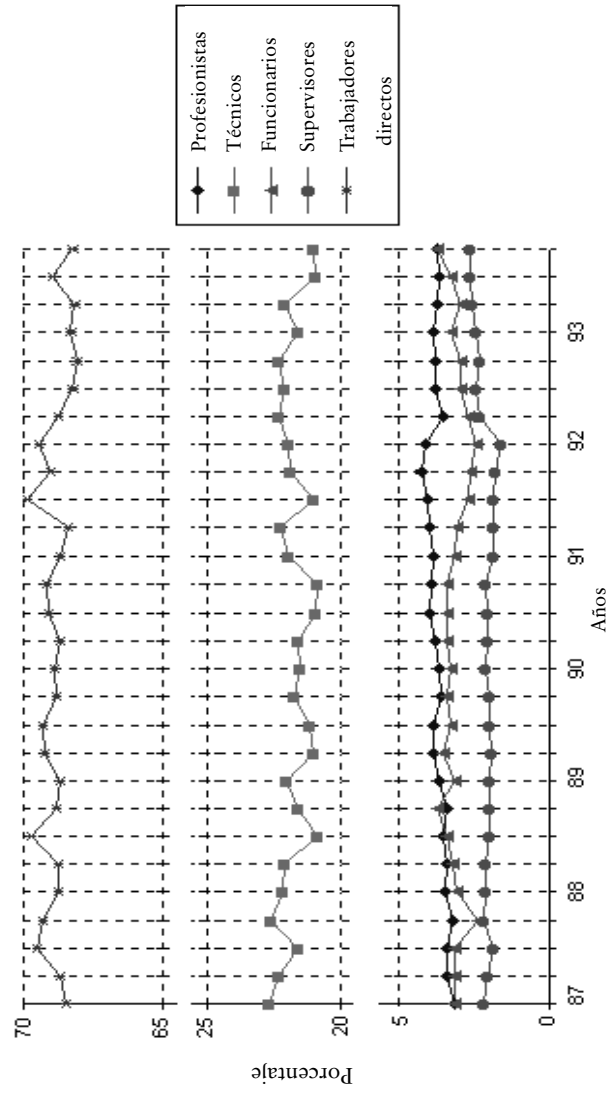 Porcentaje
70
65
25
20
5
0
87
88
89
90
91
92
93
Años
Profesionistas
Técnicos
Funcionarios
Supervisores
Trabajadores
directos